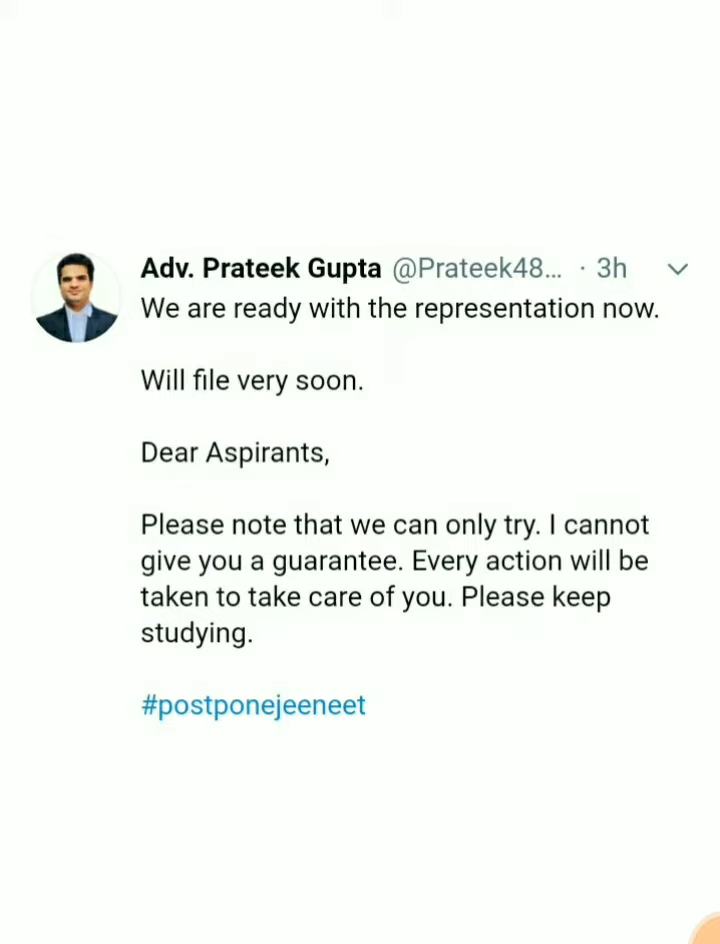 Adv. Prateek Gupta @Prateek48... · 3h
We are ready with the representation now.
Will file very soon.
Dear Aspirants,
Please note that we can only try. I cannot
give you a guarantee. Every action will be
taken to take care of you. Please keep
studying.
#postponejeeneet